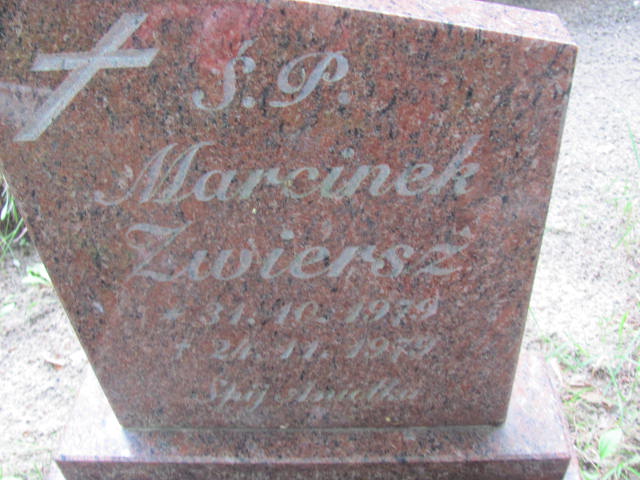 Ś.P.
Marcinek
Zwiersz
* 31. 10. 1979
+ 24. 11. 1979
Śpij Aniołku